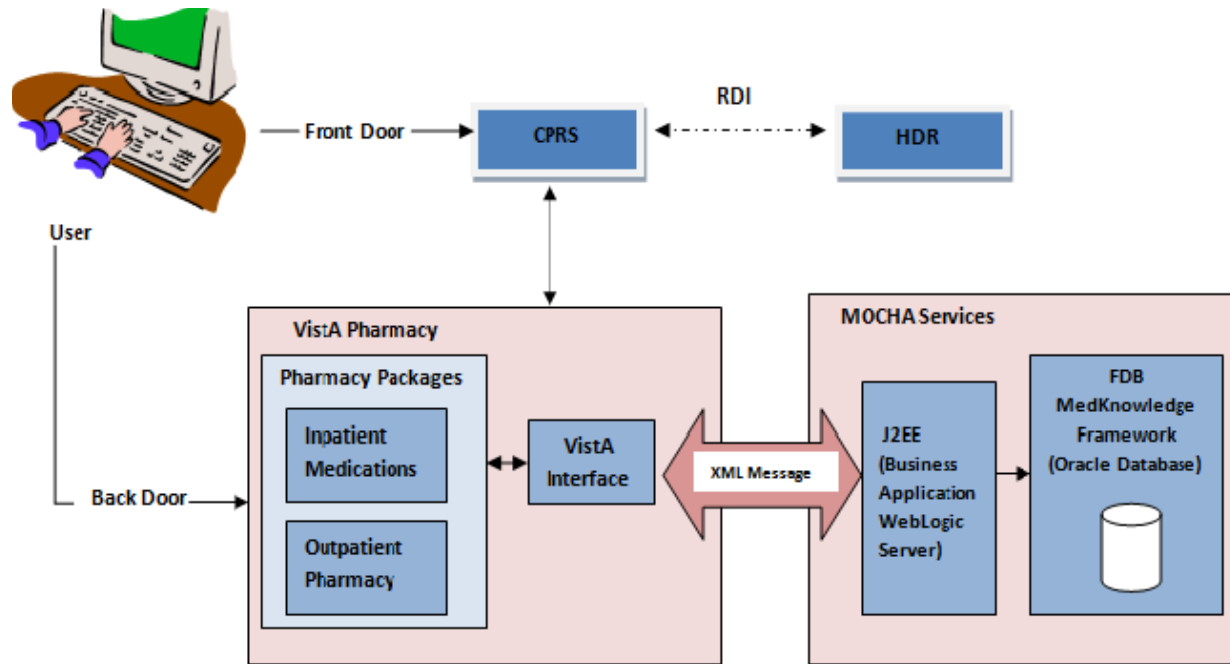 RDI
Front Door
CPRS
HDR
User
VistA Pharmacy
Pharmacy Packages
Inpatient
Medications
Outpatient
Pharmacy
VistA
Interface
Back Door
XML Message
MOCHA Services
J2EE
(Business
Application
WebLogic
Server)
FDB
MedKnowledge
Framework
(Oracle Database)